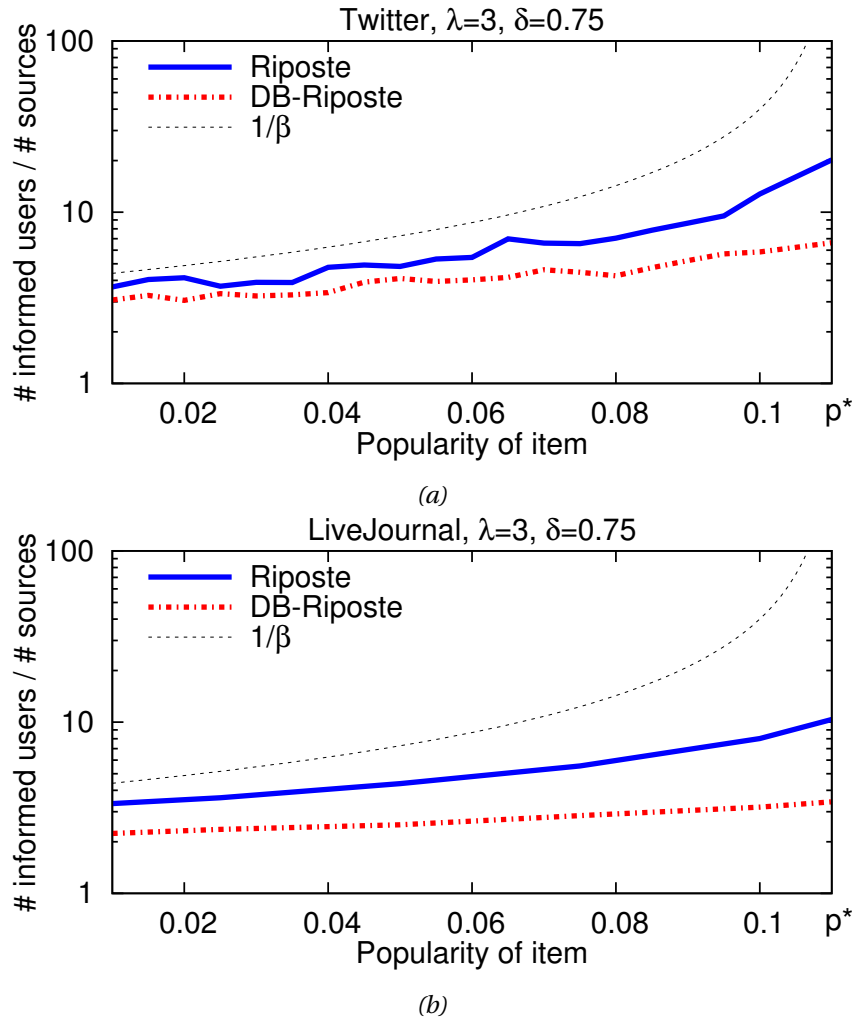 Twitter, λ=3, δ=0.75
# informed users / # sources
100
10
1
Riposte
DB-Riposte
1/β
0.02 0.04 0.06 0.08 0.1 p*
Popularity of item
(a)
LiveJournal, λ=3, δ=0.75
# informed users / # sources
100
10
1
Riposte
DB-Riposte
1/β
0.02 0.04 0.06 0.08 0.1 p*
Popularity of item
(b)